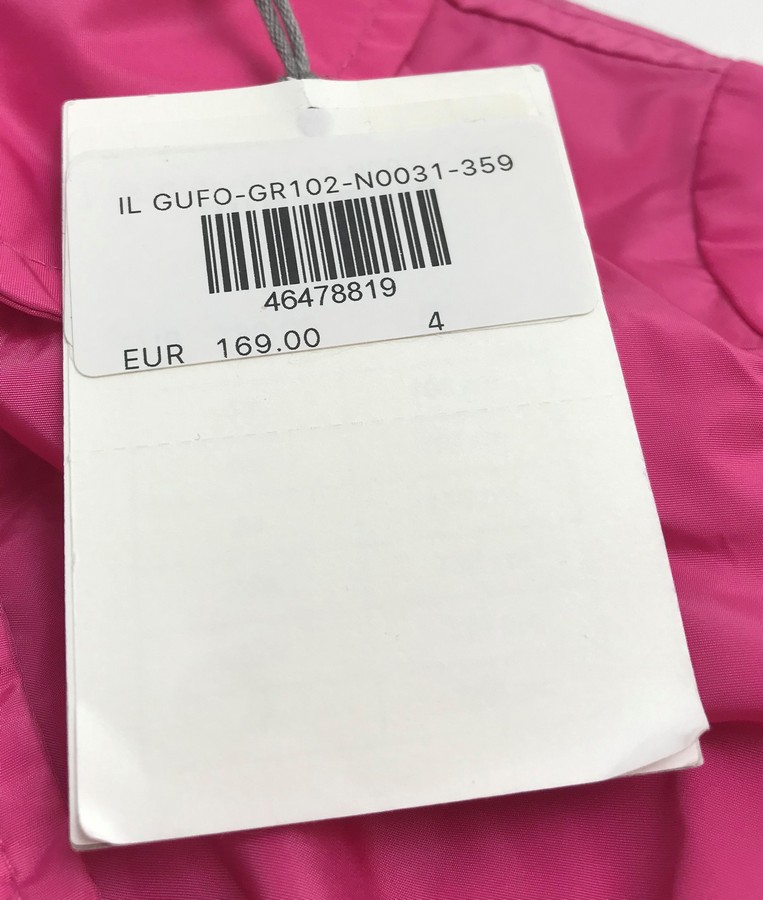 IL GUFO-GR102-N0031-359
46478819
EUR 169.00 4